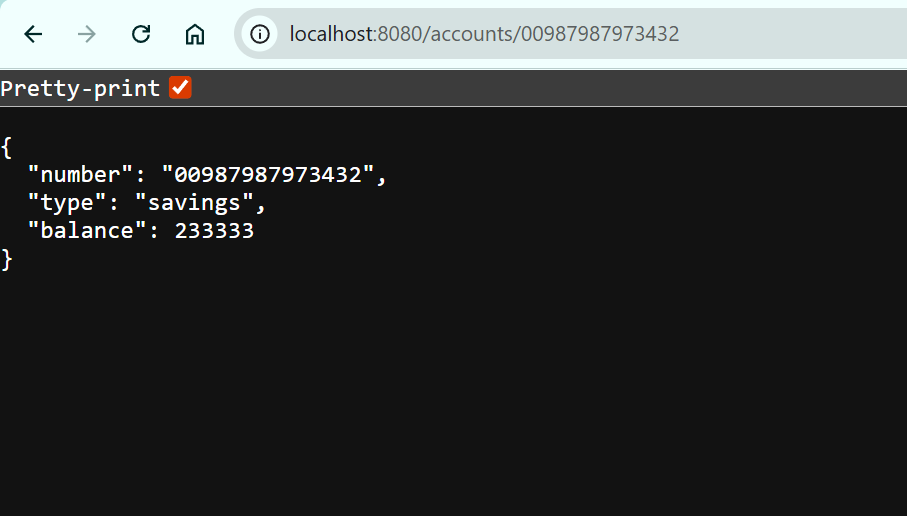 localhost:8080/accounts/00987987973432
Pretty-print
{
  "number": "00987987973432",
  "type": "savings",
  "balance": 233333
}